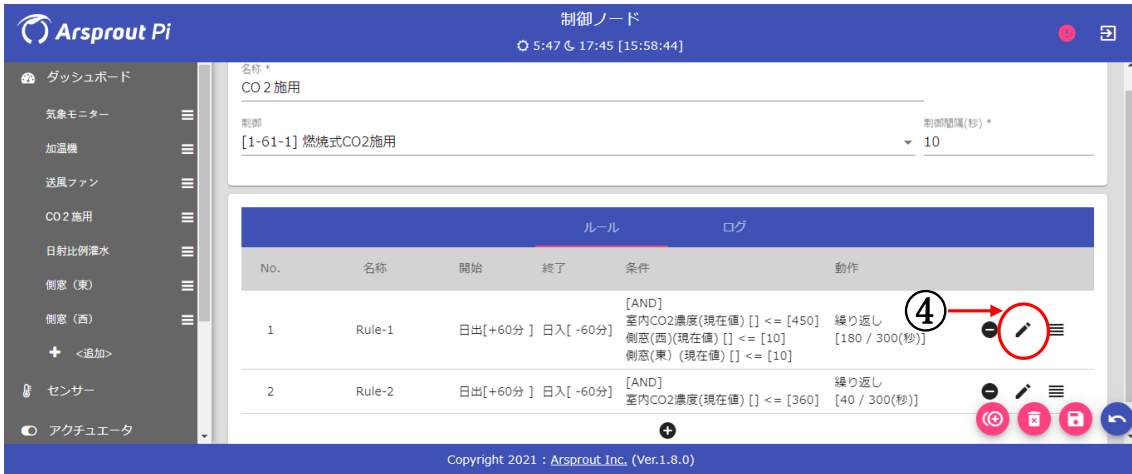 Arsprout Pi
制御ノード
5:47 17:45 [15:58:44]
ダッシュボード
気象モニター
加温機
送風ファン
CO２施用
日射比例灌水
側窓（東）
側窓（西）
<追加>
センサー
アクチュエータ
名称 *
CO２施用
制御
[1-61-1] 燃焼式CO2施用
制御間隔(秒) *
10
ルール ログ
No. 名称 開始 終了 条件 動作
1 Rule-1 日出[+60分 ] 日入[ -60分]
[AND]
室内CO2濃度(現在値) [] <= [450]
側窓(西)(現在値) [] <= [10]
側窓(東）(現在値) [] <= [10]
繰り返し
[180 / 300(秒)]
④
2 Rule-2 日出[+60分 ] 日入[ -60分]
[AND]
室内CO2濃度(現在値) [] <= [360]
繰り返し
[40 / 300(秒)]
Copyright 2021 : Arsprout Inc. (Ver.1.8.0)